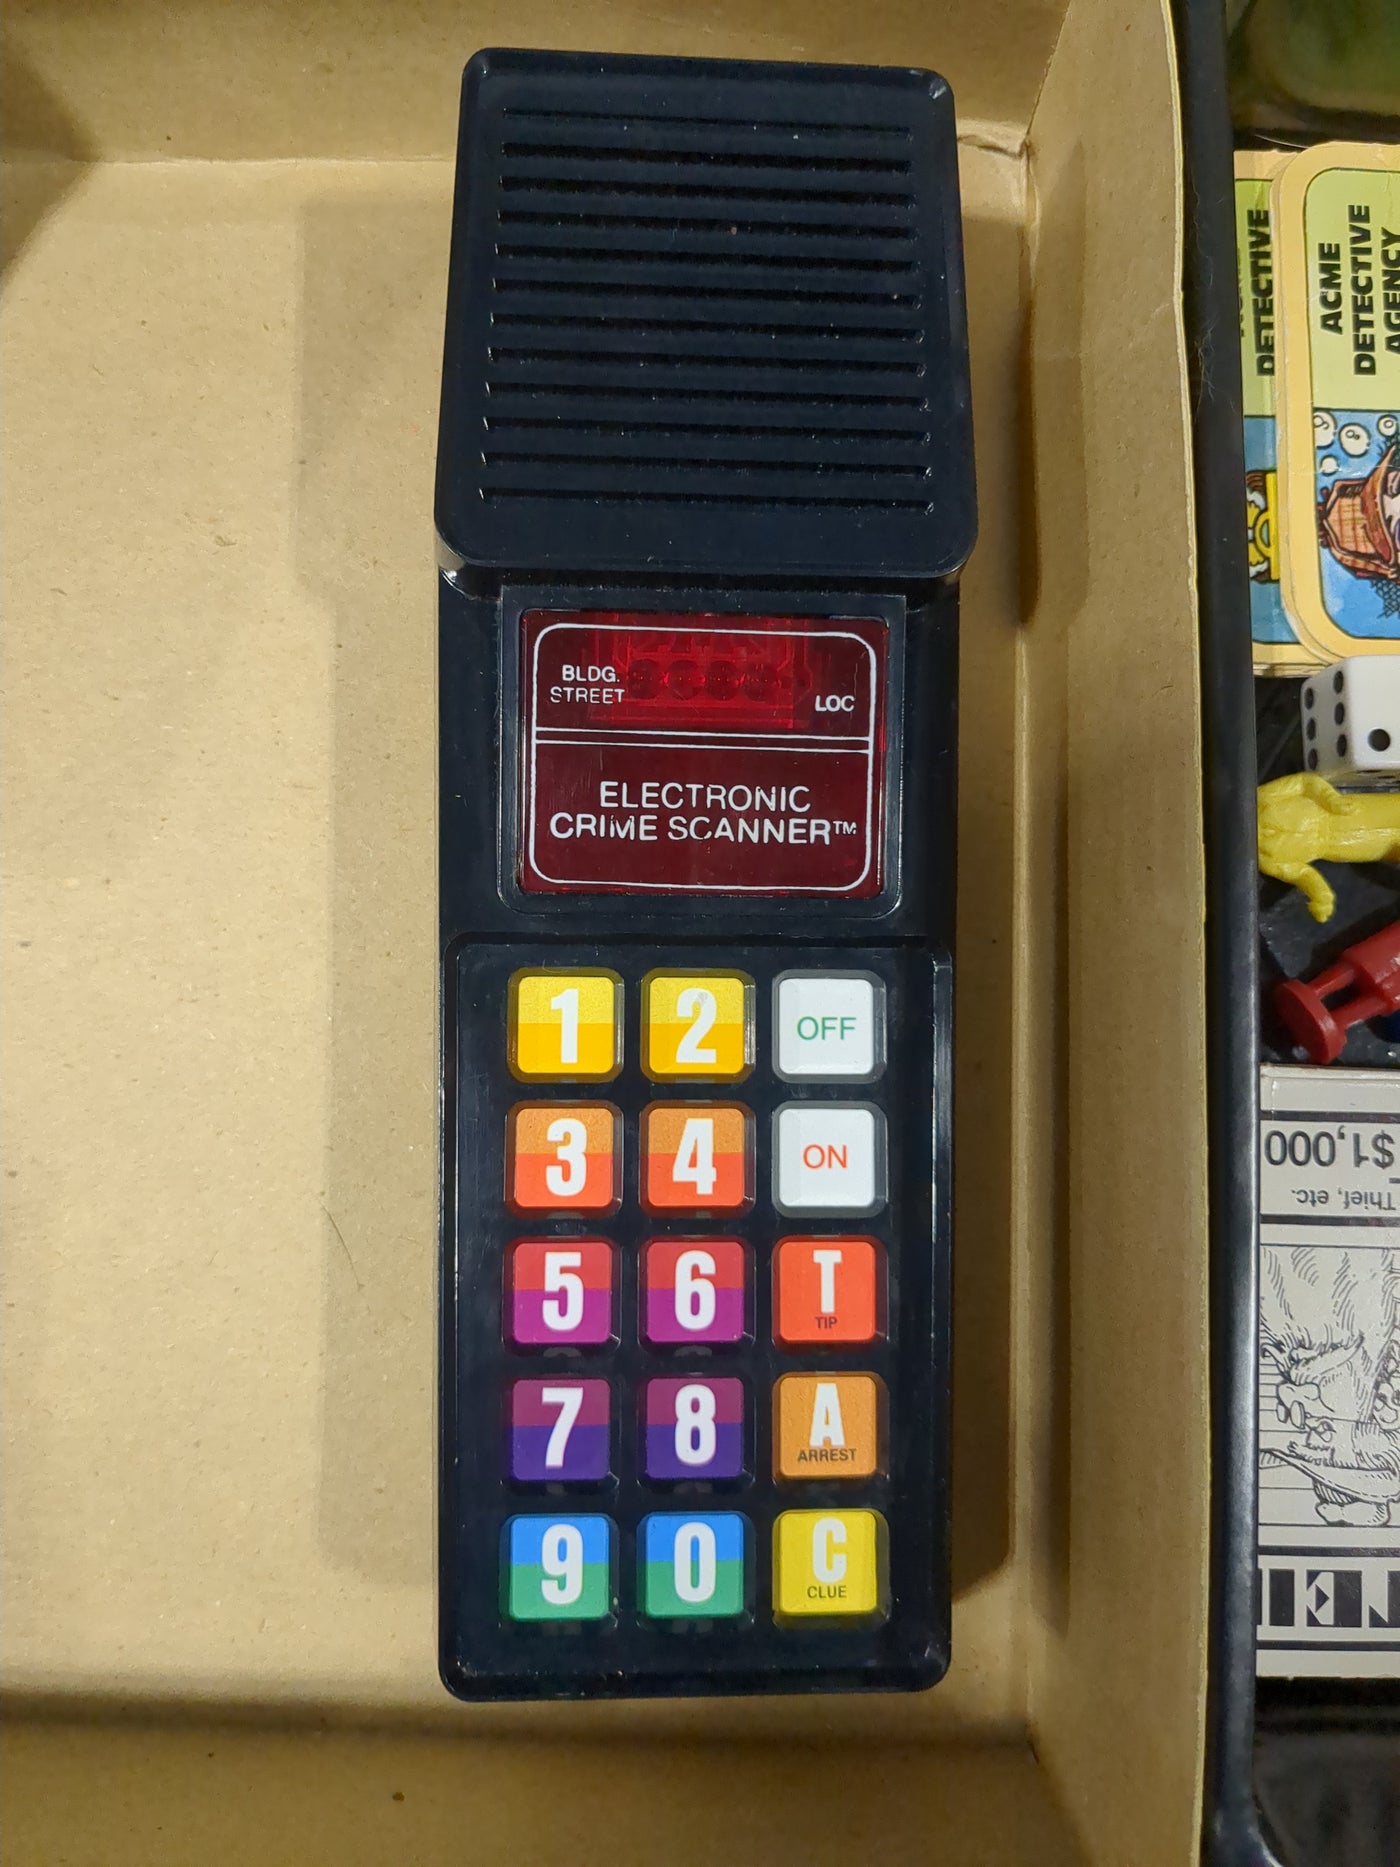 BLDG.
STREET
LOC
ELECTRONIC
CRIME SCANNER™
1 2 OFF
3 4 ON
5 6 T
TIP
7 8 A
ARREST
9 0 C
CLUE
DETECTIVE
ACME
DETECTIVE
AGENCY
$1,000
Thief, etc.